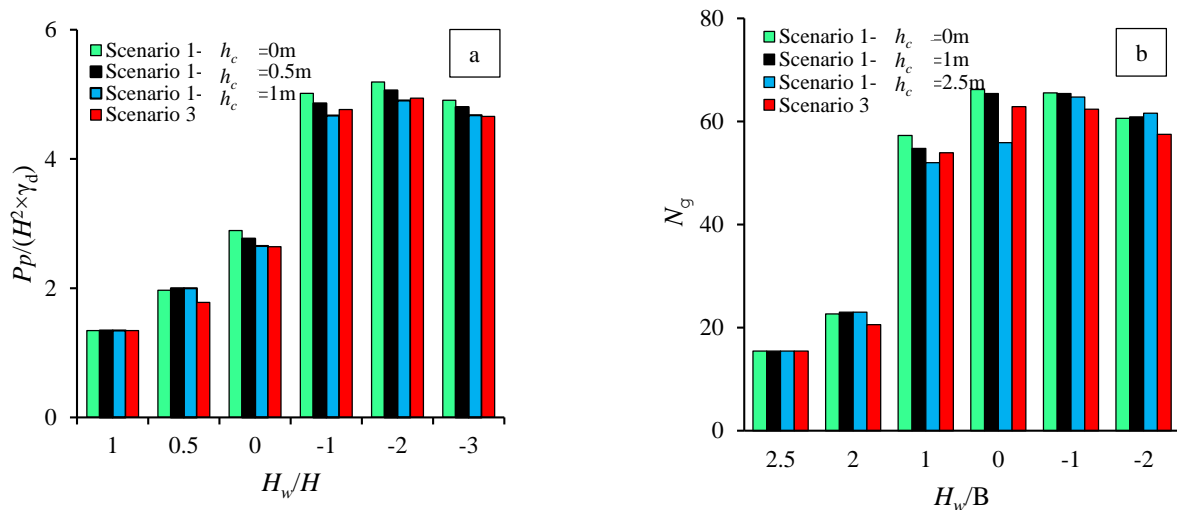 6
4
2
0
Pp/(H²×γd)
Scenario 1- hc =0m
Scenario 1- hc =0.5m
Scenario 1- hc =1m
Scenario 3
a
1 0.5 0 -1 -2 -3
Hw/H
80
60
40
20
0
Ng
Scenario 1- hc =0m
Scenario 1- hc =1m
Scenario 1- hc =2.5m
Scenario 3
b
2.5 2 1 0 -1 -2
Hw/B